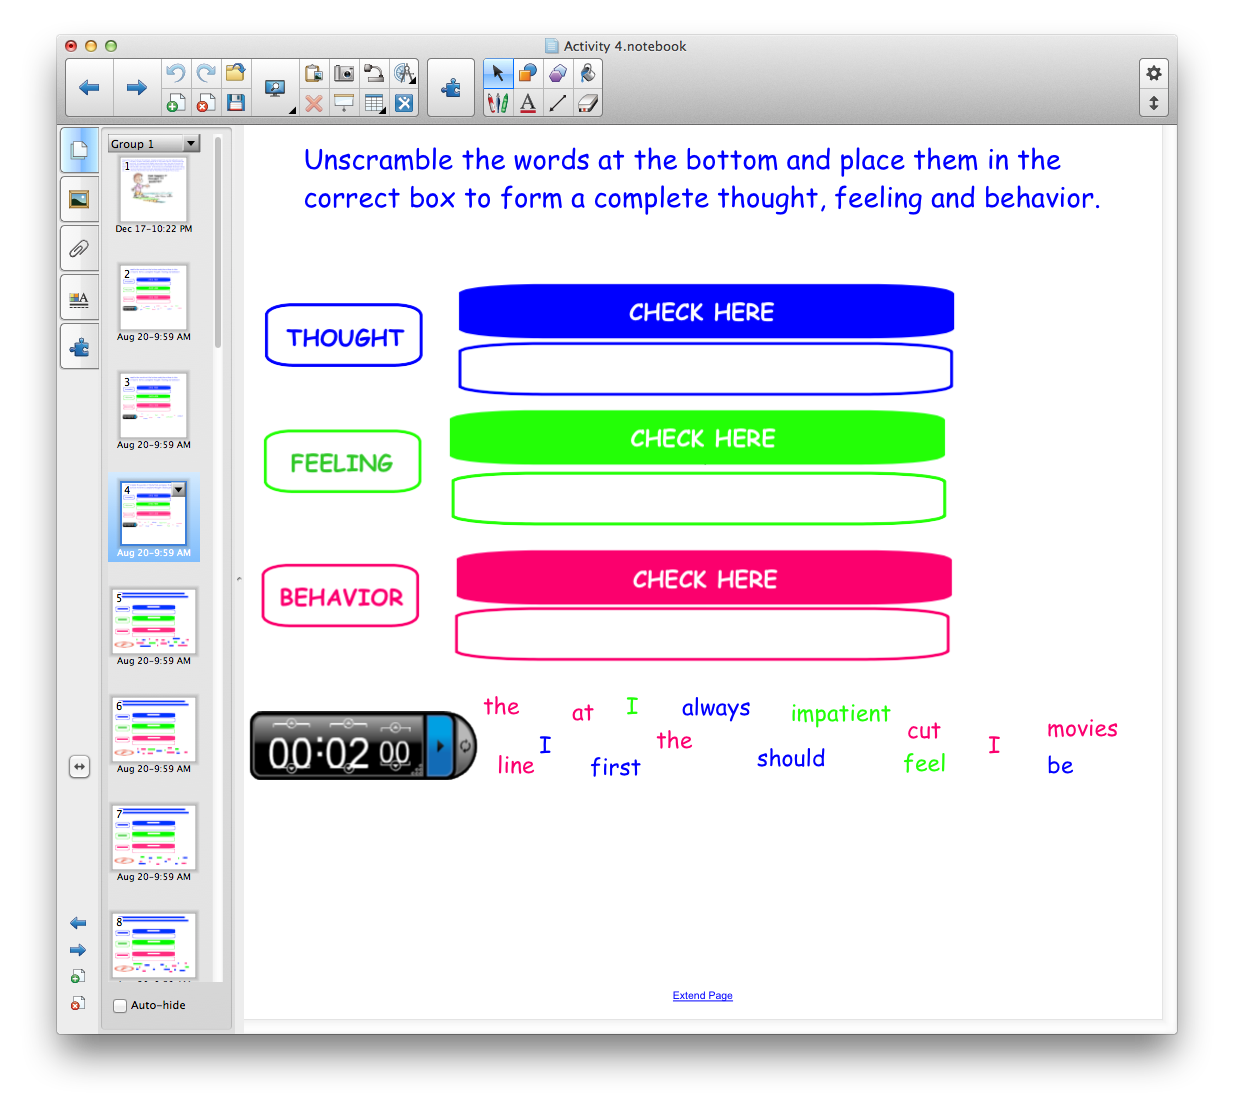 Activity 4.notebook
Group 1
1
Dec 17-10:22 PM
2
Aug 20-9:59 AM
3
Aug 20-9:59 AM
4
Aug 20-9:59 AM
5
Aug 20-9:59 AM
6
Aug 20-9:59 AM
7
Aug 20-9:59 AM
8
Auto-hide
Unscramble the words at the bottom and place them in the
correct box to form a complete thought, feeling and behavior.
THOUGHT
CHECK HERE
FEELING
CHECK HERE
BEHAVIOR
CHECK HERE
00:02 00
the at I always impatient
cut movies
I the
should I
line first feel be
Extend Page